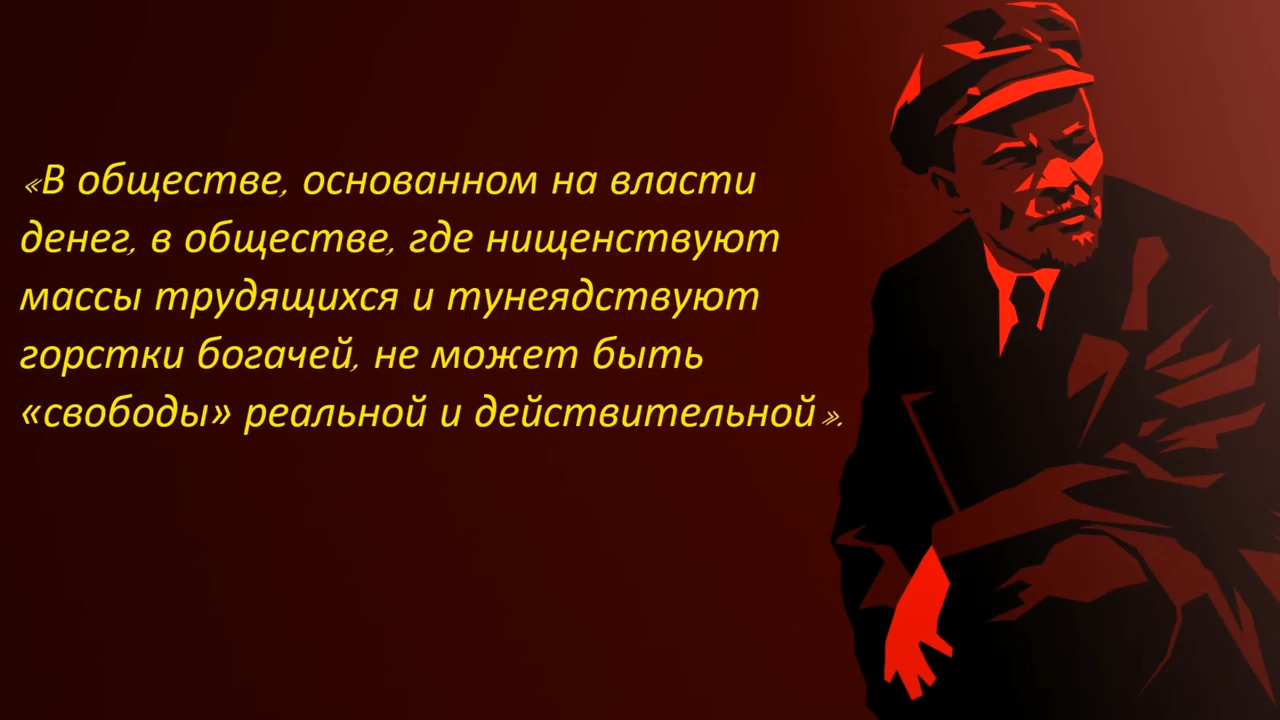 «В обществе, основанном на власти
денег, в обществе, где нищенствуют
массы трудящихся и тунеядствуют
горстки богачей, не может быть
«свободы» реальной и действительной».